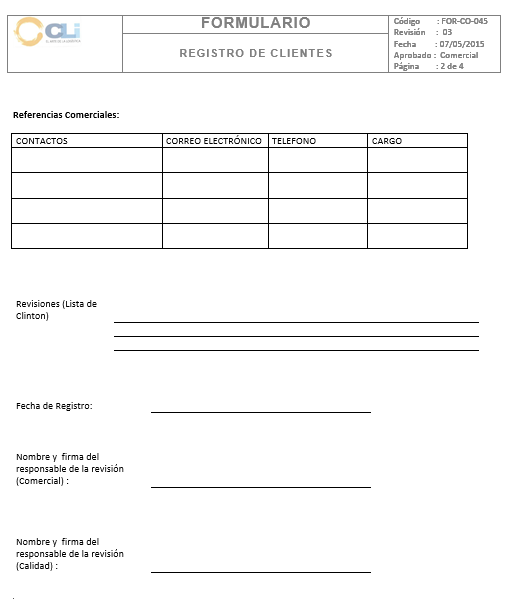 CLi
FORMULARIO
REGISTRO DE CLIENTES
Código : FOR-CO-045
Revisión : 03
Fecha : 07/05/2015
Aprobado : Comercial
Página : 2 de 4
Referencias Comerciales:
CONTACTOS CORREO ELECTRÓNICO TELEFONO CARGO
Revisiones (Lista de
Clinton)
Fecha de Registro:
Nombre y firma del
responsable de la revisión
(Comercial) :
Nombre y firma del
responsable de la revisión
(Calidad) :